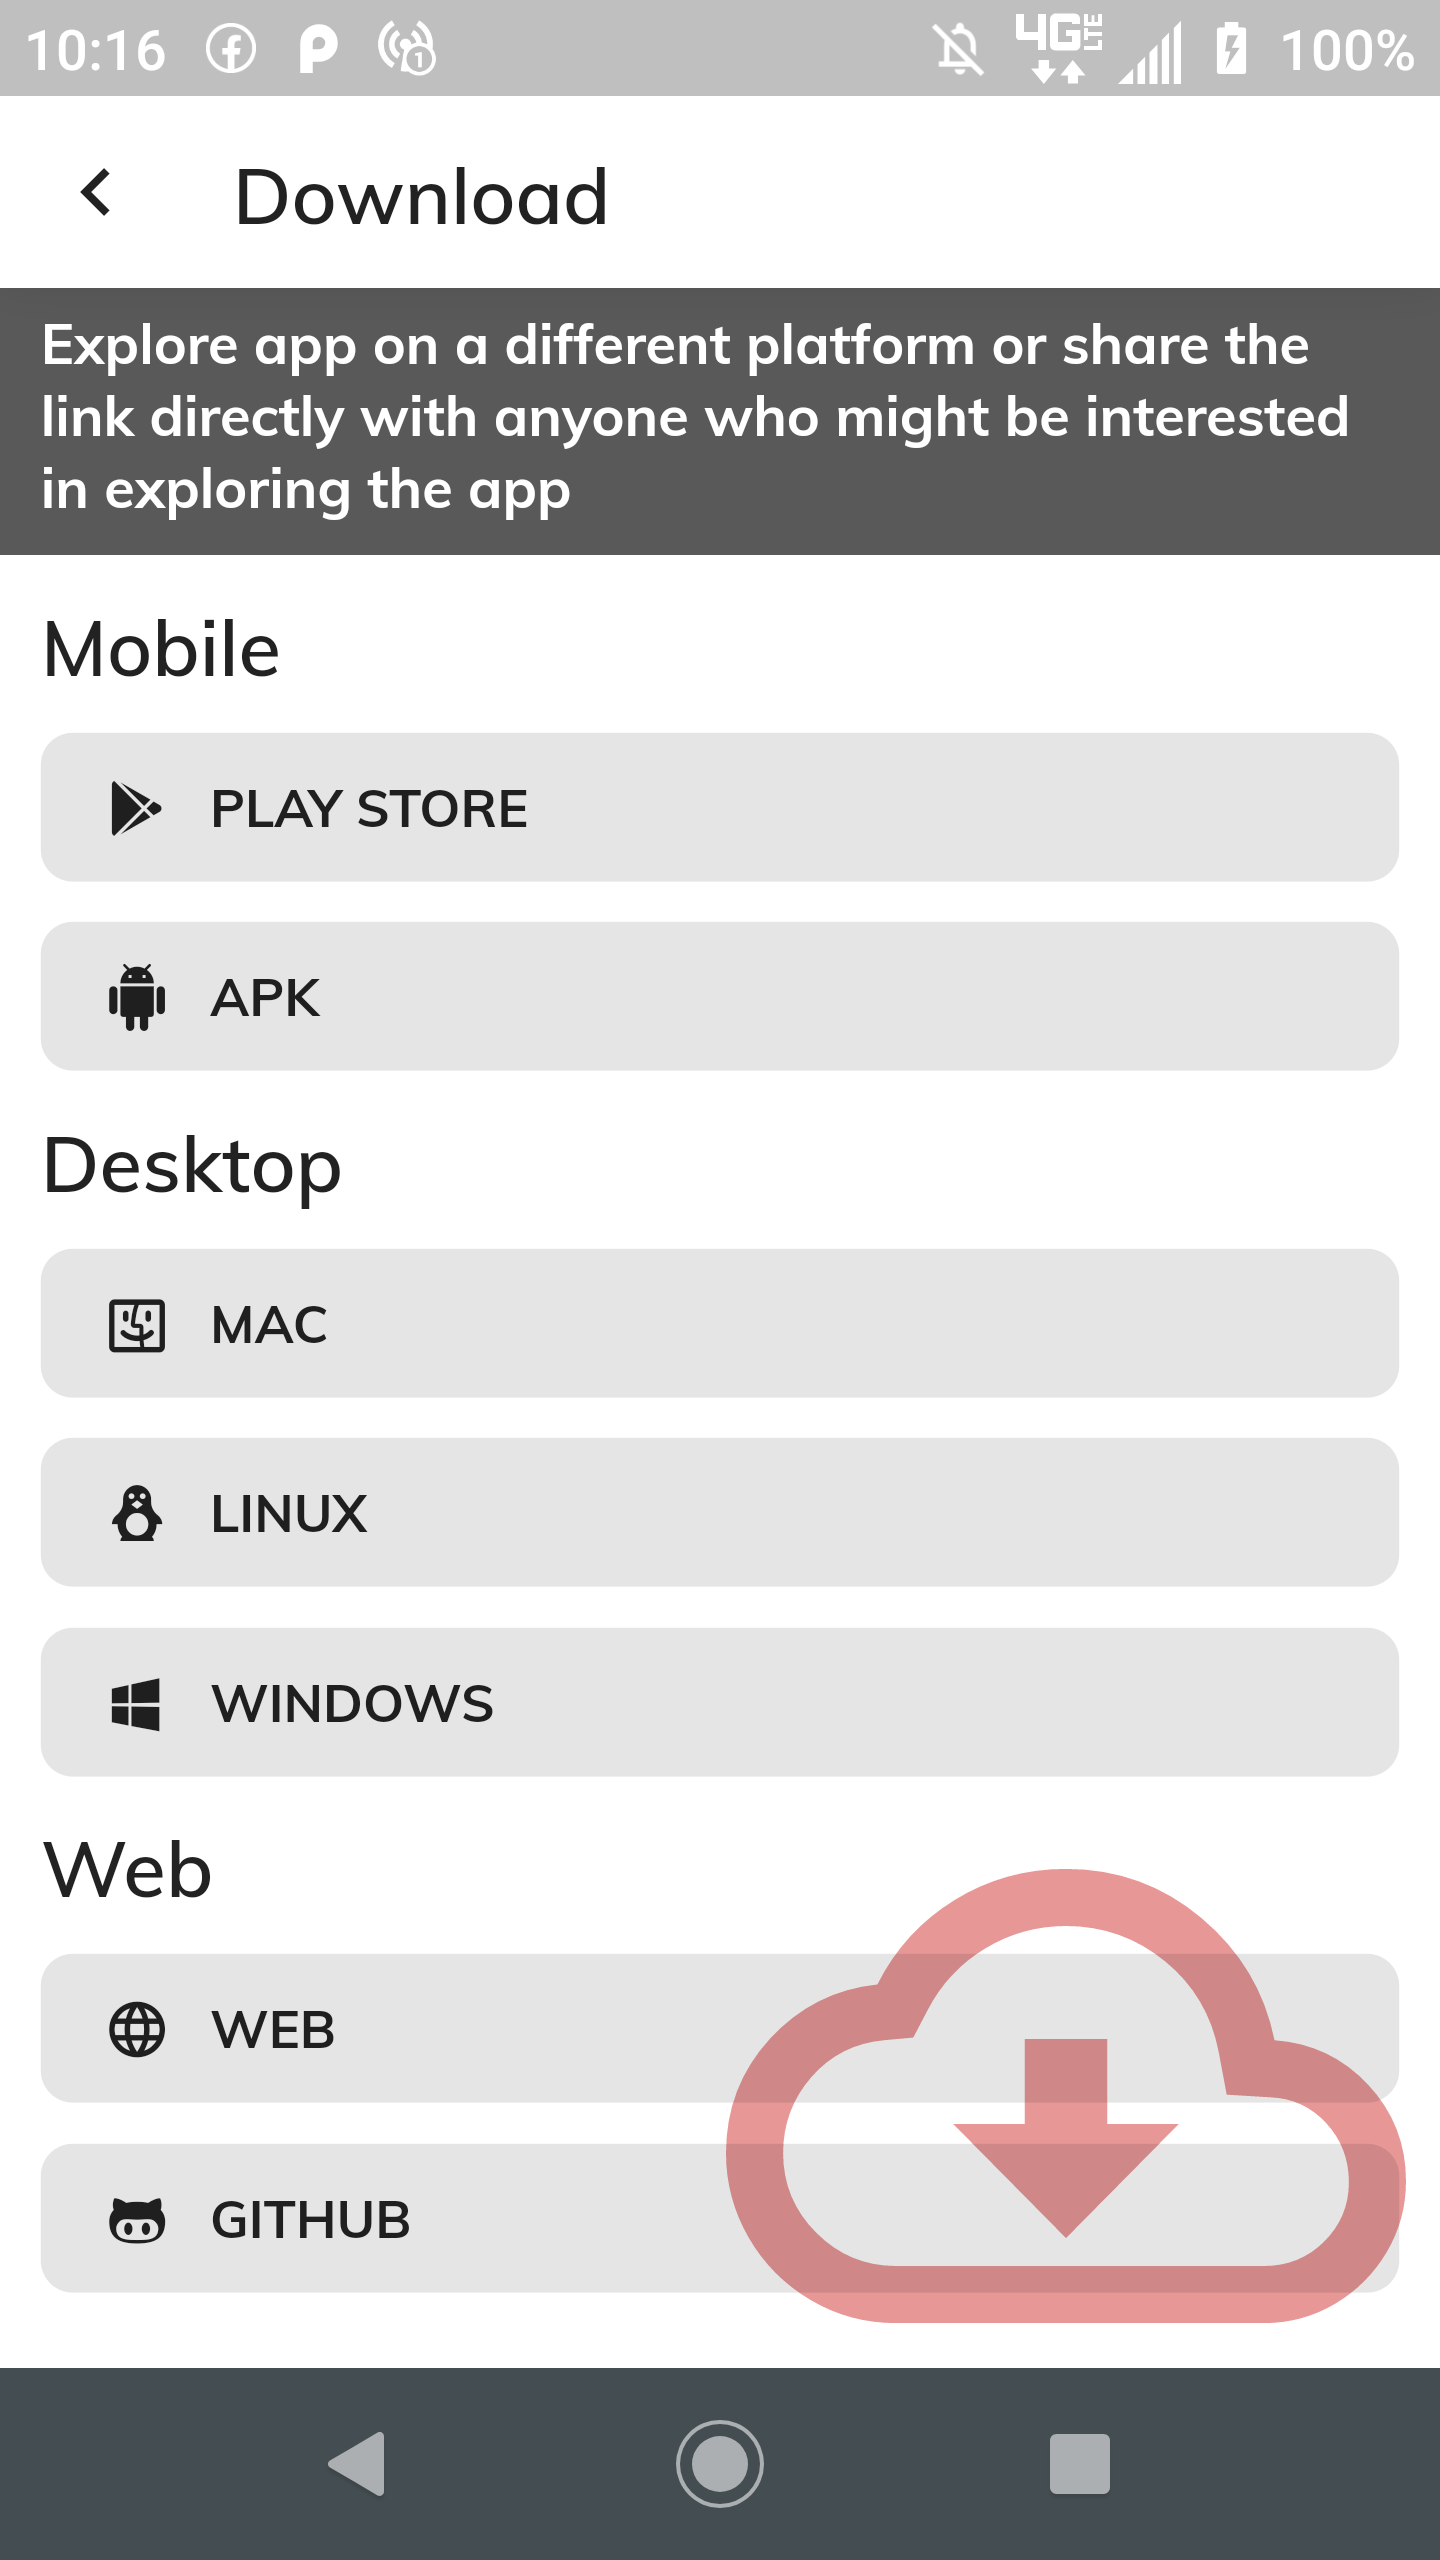 10:16 1 4G LTE 100%
Download
Explore app on a different platform or share the
link directly with anyone who might be interested
in exploring the app
Mobile
PLAY STORE
APK
Desktop
MAC
LINUX
WINDOWS
Web
WEB
GITHUB